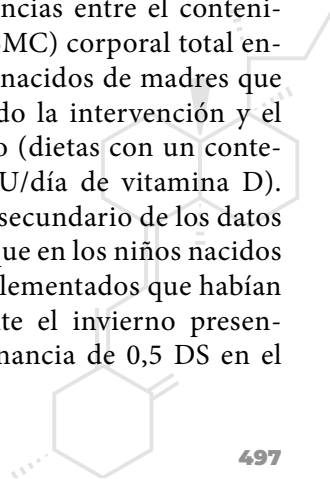 ncias entre el conteni-
MC) corporal total en-
nacidos de madres que
do la intervención y el
o (dietas con un conte-
U/día de vitamina D).
secundario de los datos
ue en los niños nacidos
lementados que habían
te el invierno presen-
nancia de 0,5 DS en el
497